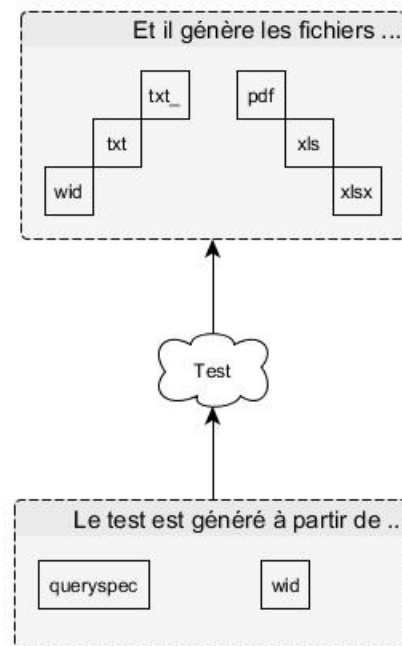 Et il génère les fichiers ...
txt_ pdf
txt xls
wid xlsx
Test
Le test est généré à partir de ..
queryspec wid